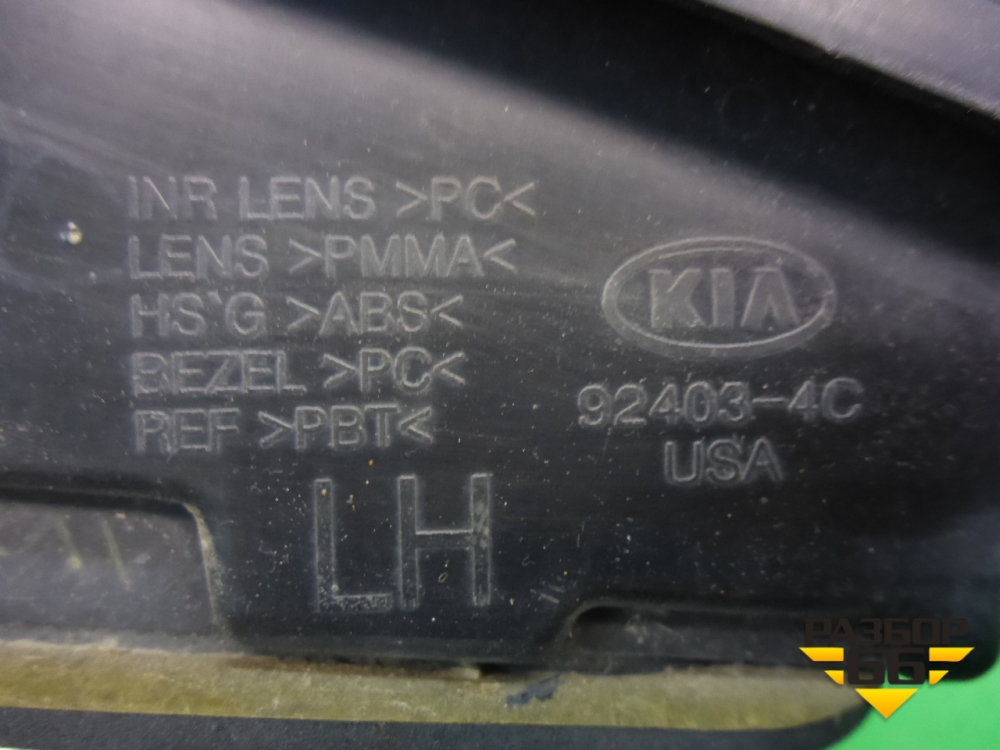 INR LENS >PC<
LENS >PMMA<
HS'G >ABS<
BEZEL >PC<
REF >PBT<
LH
KIA
92403-4C
USA
РАЗБОР
66